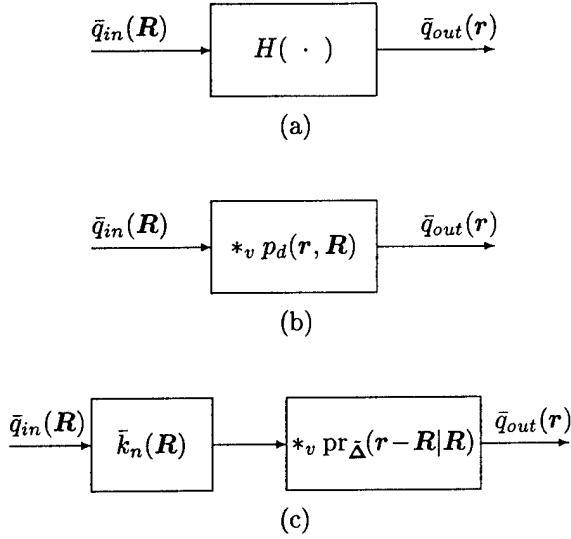 q̄_in(R) H( · ) q̄_out(r)
(a)
q̄_in(R) *_v p_d(r, R) q̄_out(r)
(b)
q̄_in(R) k̄_n(R) *_v pr_Δ̃(r − R|R) q̄_out(r)
(c)